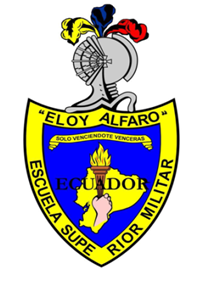 "ELOY ALFARO"
SOLO VENCIENDOTE VENCERAS
ECUADOR
ESCUELA SUPE RIOR MILITAR